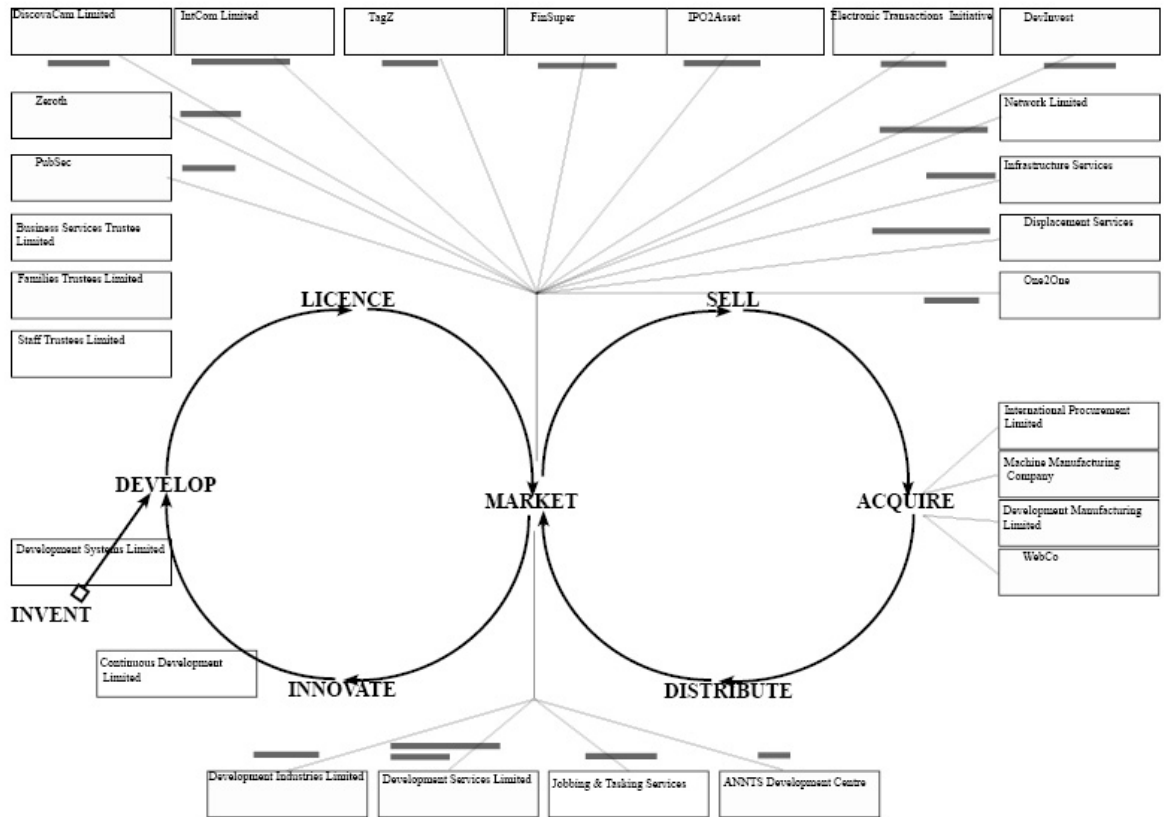 DiscovaCam Limited
IntCom Limited
TagZ
FinSuper
IPO2Asset
Electronic Transactions Initiative
DevInvest
Zeroth
Network Limited
PubSec
Infrastructure Services
Business Services Trustee
Limited
Displacement Services
Families Trustees Limited
One2One
LICENCE
SELL
Staff Trustees Limited
International Procurement
Limited
Machine Manufacturing
Company
DEVELOP
MARKET
ACQUIRE
Development Manufacturing
Limited
Development Systems Limited
WebCo
INVENT
Continuous Development
Limited
INNOVATE
DISTRIBUTE
Development Industries Limited
Development Services Limited
Jobbing & Tasking Services
ANNTS Development Centre